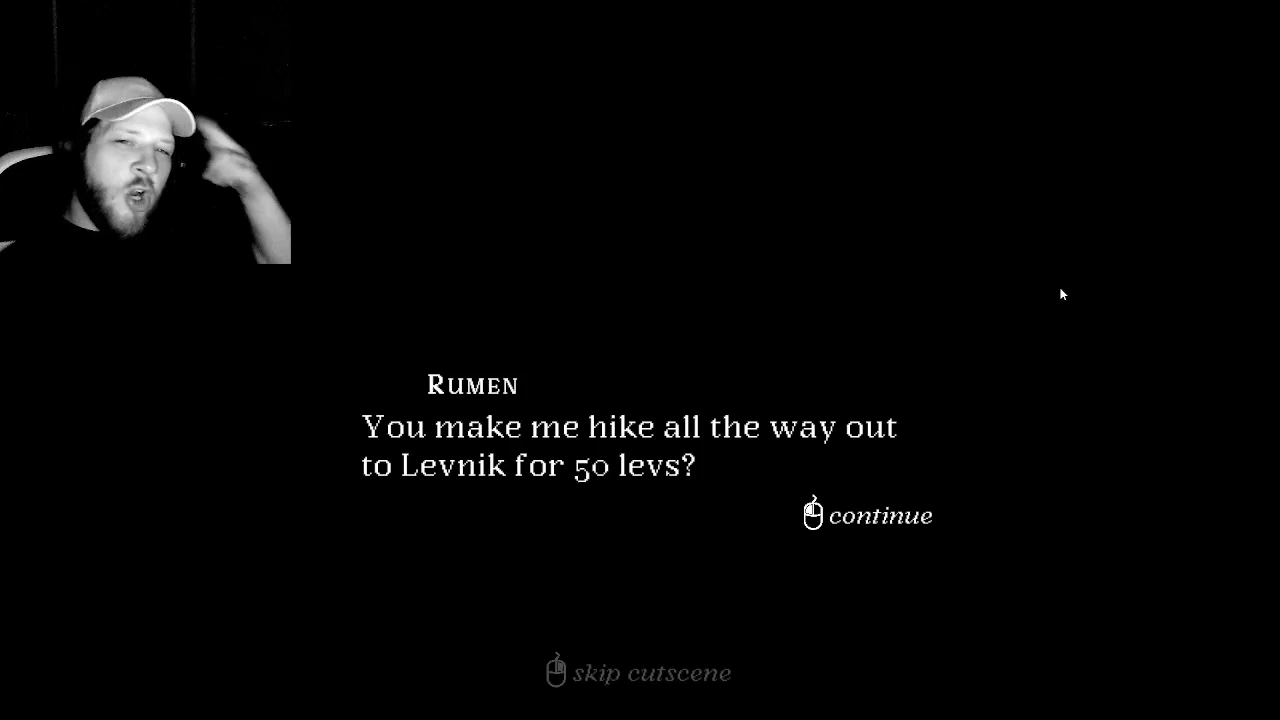 RUMEN
You make me hike all the way out
to Levnik for 50 levs?
continue
skip cutscene